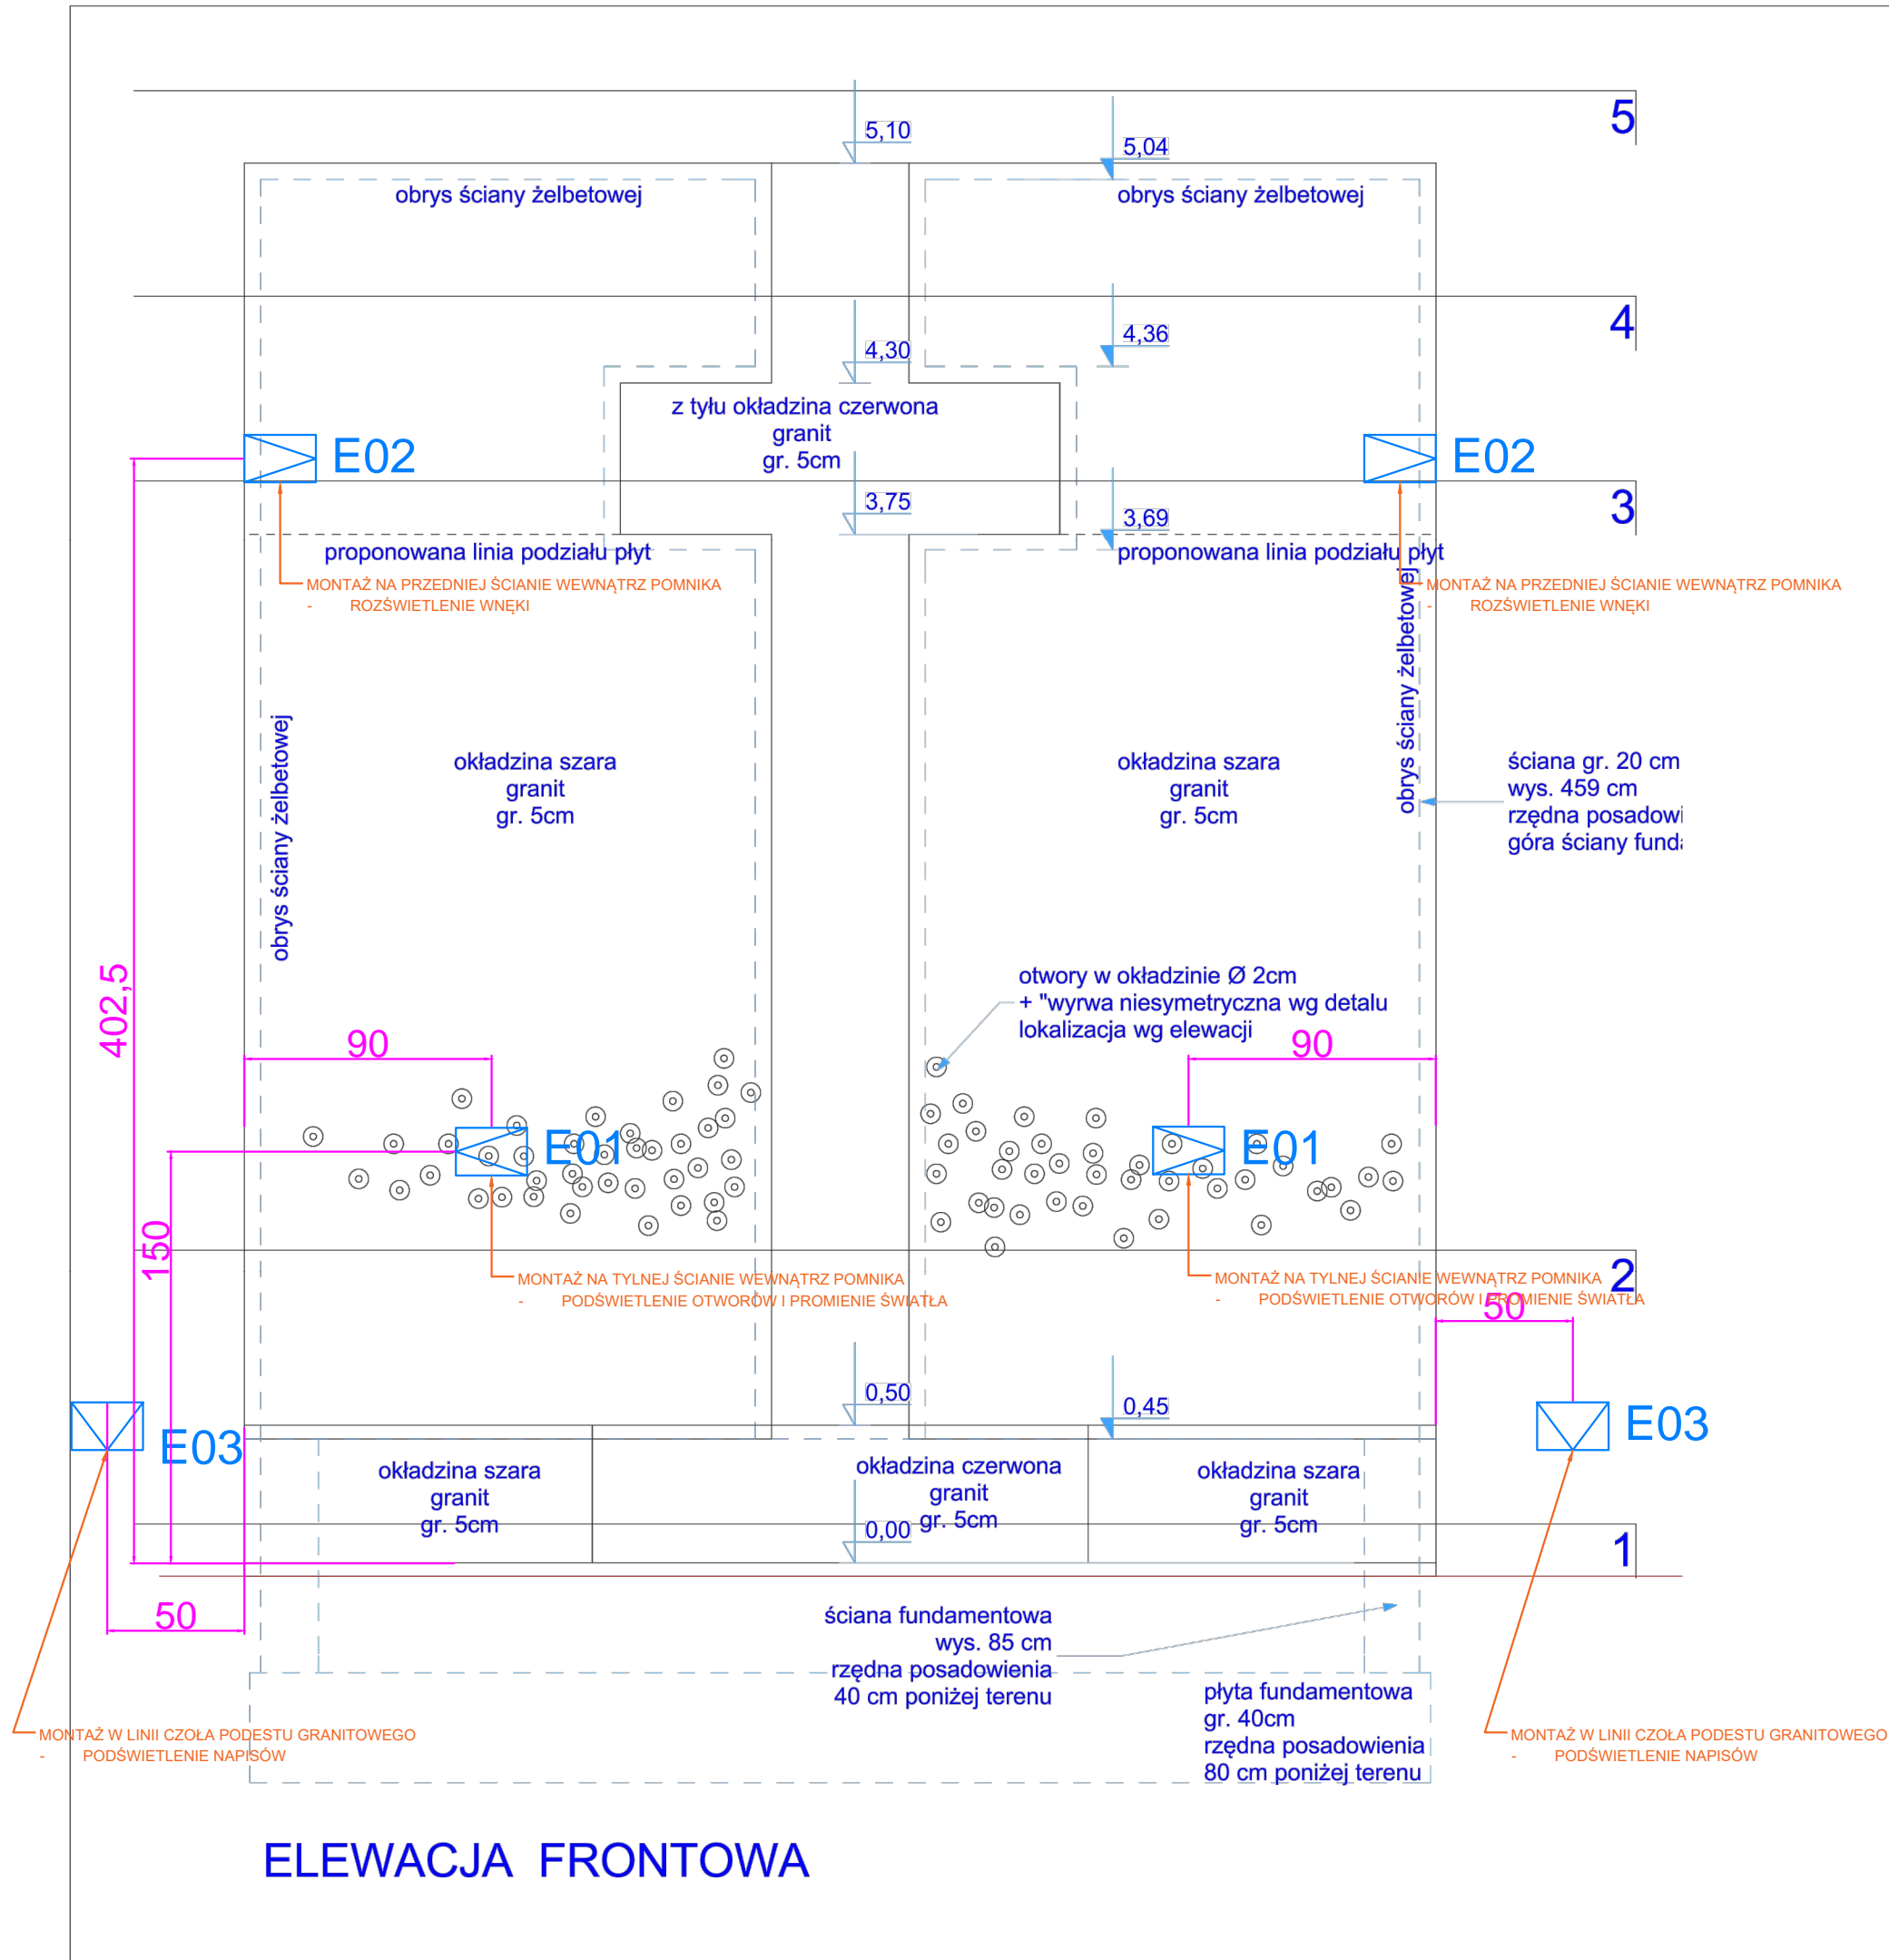 5
5,10
5,04
obrys ściany żelbetowej
obrys ściany żelbetowej
4
4,30
4,36
z tyłu okładzina czerwona
granit
gr. 5cm
E02
E02
3
3,75
3,69
proponowana linia podziału płyt
proponowana linia podziału płyt
MONTAŻ NA PRZEDNIEJ ŚCIANIE WEWNĄTRZ POMNIKA
- ROZŚWIETLENIE WNĘKI
MONTAŻ NA PRZEDNIEJ ŚCIANIE WEWNĄTRZ POMNIKA
- ROZŚWIETLENIE WNĘKI
obrys ściany żelbetowej
obrys ściany żelbetowej
okładzina szara
granit
gr. 5cm
okładzina szara
granit
gr. 5cm
ściana gr. 20 cm
wys. 459 cm
rzędna posadowi
góra ściany funda
402,5
otwory w okładzinie Ø 2cm
+ "wyrwa niesymetryczna wg detalu
lokalizacja wg elewacji
90
90
E01
E01
150
2
MONTAŻ NA TYLNEJ ŚCIANIE WEWNĄTRZ POMNIKA
- PODŚWIETLENIE OTWORÓW I PROMIENIE ŚWIATŁA
MONTAŻ NA TYLNEJ ŚCIANIE WEWNĄTRZ POMNIKA
- PODŚWIETLENIE OTWORÓW I PROMIENIE ŚWIATŁA
50
0,50
0,45
E03
E03
okładzina szara
granit
gr. 5cm
okładzina czerwona
granit
gr. 5cm
okładzina szara
granit
gr. 5cm
0,00
1
50
ściana fundamentowa
wys. 85 cm
rzędna posadowienia
40 cm poniżej terenu
płyta fundamentowa
gr. 40cm
rzędna posadowienia
80 cm poniżej terenu
MONTAŻ W LINII CZOŁA PODESTU GRANITOWEGO
- PODŚWIETLENIE NAPISÓW
MONTAŻ W LINII CZOŁA PODESTU GRANITOWEGO
- PODŚWIETLENIE NAPISÓW
ELEWACJA FRONTOWA